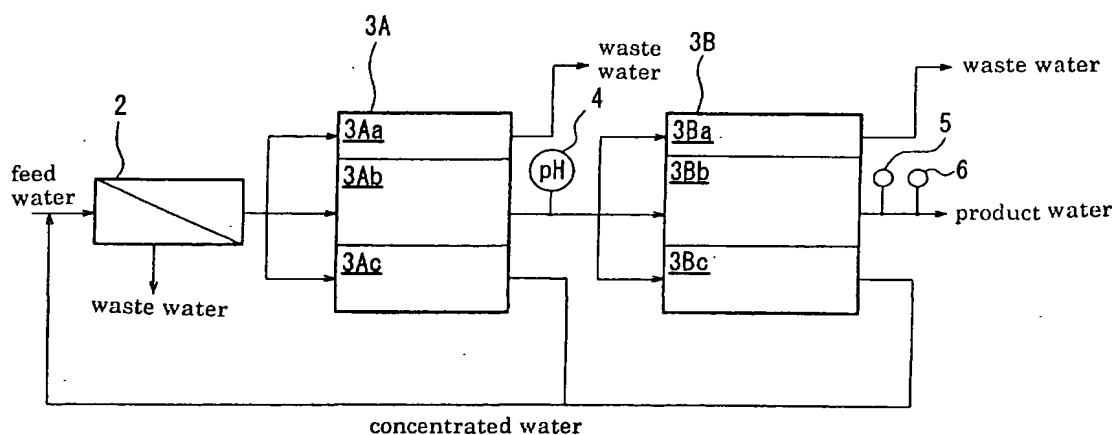 3A
waste
water
3B
waste water
2
4
5
6
feed
water
3Aa
3Ab
3Ac
pH
3Ba
3Bb
3Bc
product water
waste water
concentrated water